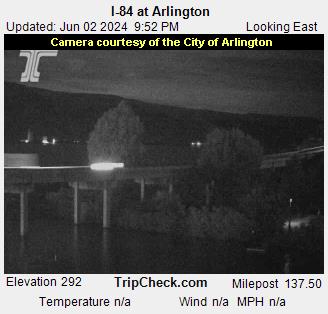 I-84 at Arlington
Updated: Jun 02 2024 9:52 PM Looking East
Camera courtesy of the City of Arlington
Elevation 292 TripCheck.com Milepost 137.50
Temperature n/a Wind n/a MPH n/a